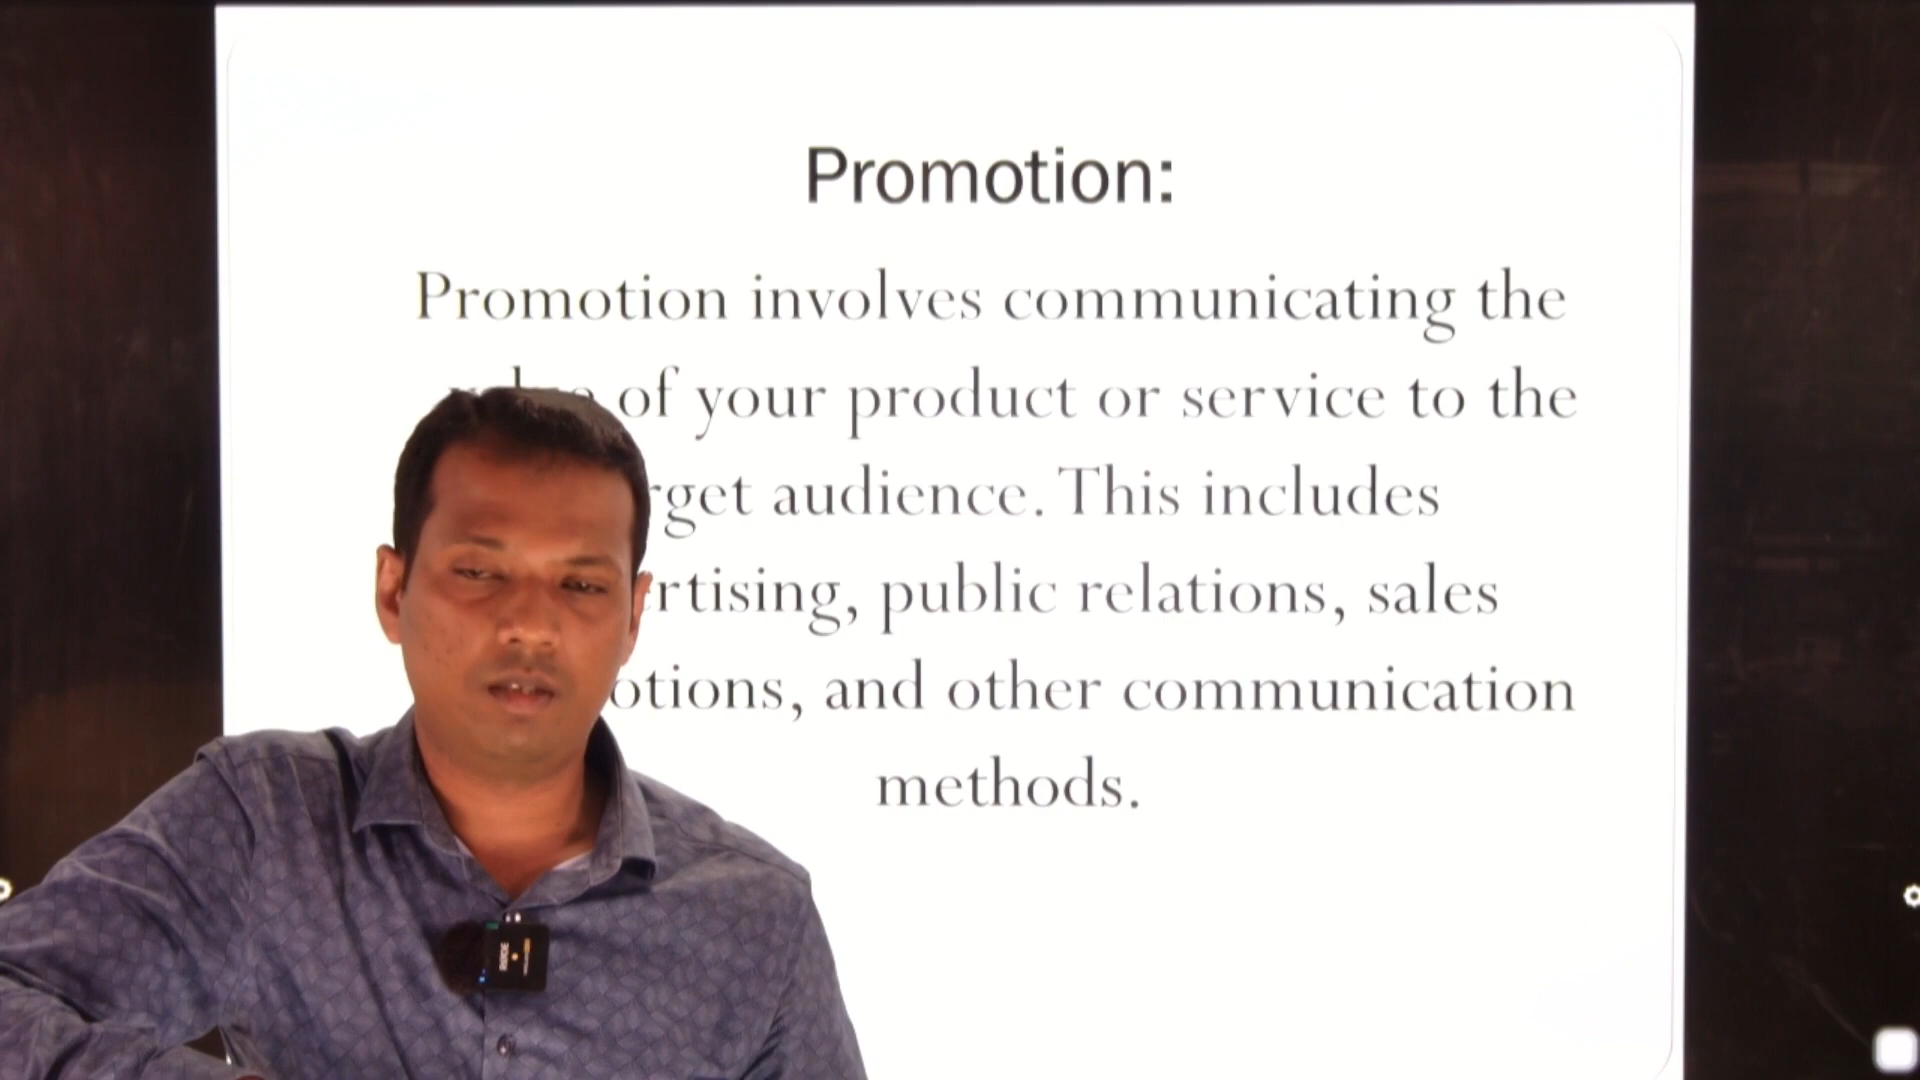 Promotion:
Promotion involves communicating the
of your product or service to the
audience. This includes
public relations, sales
and other communication
methods.
RØDE